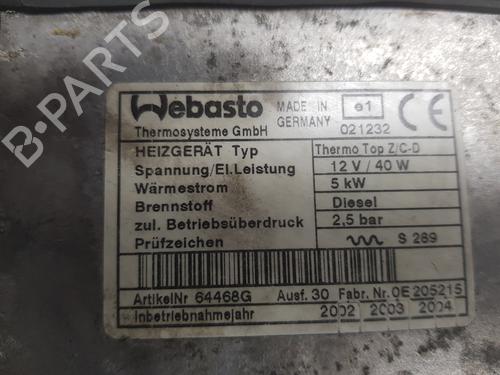 Webasto
Thermosysteme GmbH
MADE IN GERMANY
e1
021232
CE
HEIZGERÄT Typ Thermo Top Z/C-D
Spannung/El.Leistung 12 V / 40 W
Wärmestrom 5 kW
Brennstoff Diesel
zul. Betriebsüberdruck 2,5 bar
Prüfzeichen S 289
ArtikelNr 64468G Ausf. 30 Fabr. Nr. OE 205215
Inbetriebnahmejahr 2002 2003 2004